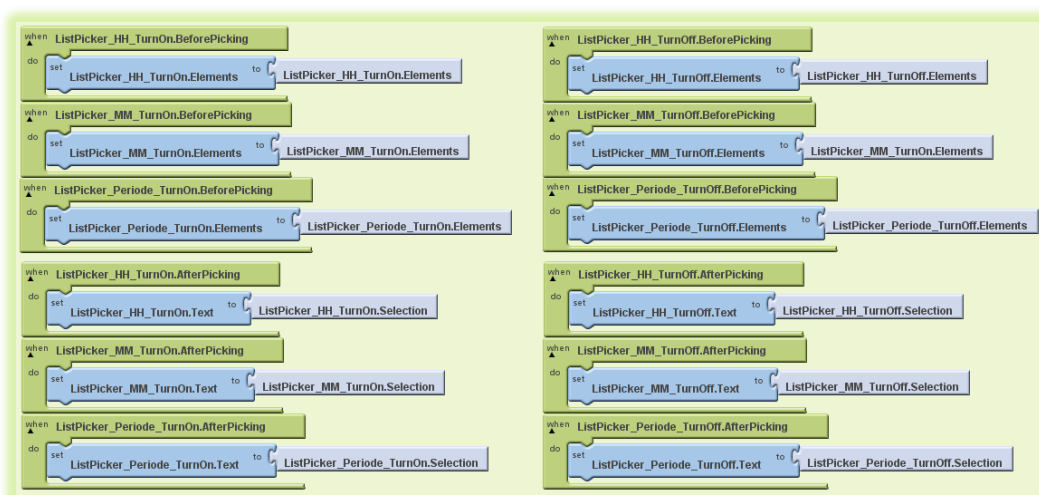 when ListPicker_HH_TurnOn.BeforePicking
do set ListPicker_HH_TurnOn.Elements to ListPicker_HH_TurnOn.Elements
when ListPicker_MM_TurnOn.BeforePicking
do set ListPicker_MM_TurnOn.Elements to ListPicker_MM_TurnOn.Elements
when ListPicker_Periode_TurnOn.BeforePicking
do set ListPicker_Periode_TurnOn.Elements to ListPicker_Periode_TurnOn.Elements
when ListPicker_HH_TurnOn.AfterPicking
do set ListPicker_HH_TurnOn.Text to ListPicker_HH_TurnOn.Selection
when ListPicker_MM_TurnOn.AfterPicking
do set ListPicker_MM_TurnOn.Text to ListPicker_MM_TurnOn.Selection
when ListPicker_Periode_TurnOn.AfterPicking
do set ListPicker_Periode_TurnOn.Text to ListPicker_Periode_TurnOn.Selection
when ListPicker_HH_TurnOff.BeforePicking
do set ListPicker_HH_TurnOff.Elements to ListPicker_HH_TurnOff.Elements
when ListPicker_MM_TurnOff.BeforePicking
do set ListPicker_MM_TurnOff.Elements to ListPicker_MM_TurnOn.Elements
when ListPicker_Periode_TurnOff.BeforePicking
do set ListPicker_Periode_TurnOff.Elements to ListPicker_Periode_TurnOff.Elements
when ListPicker_HH_TurnOff.AfterPicking
do set ListPicker_HH_TurnOff.Text to ListPicker_HH_TurnOff.Selection
when ListPicker_MM_TurnOff.AfterPicking
do set ListPicker_MM_TurnOff.Text to ListPicker_MM_TurnOff.Selection
when ListPicker_Periode_TurnOff.AfterPicking
do set ListPicker_Periode_TurnOff.Text to ListPicker_Periode_TurnOff.Selection